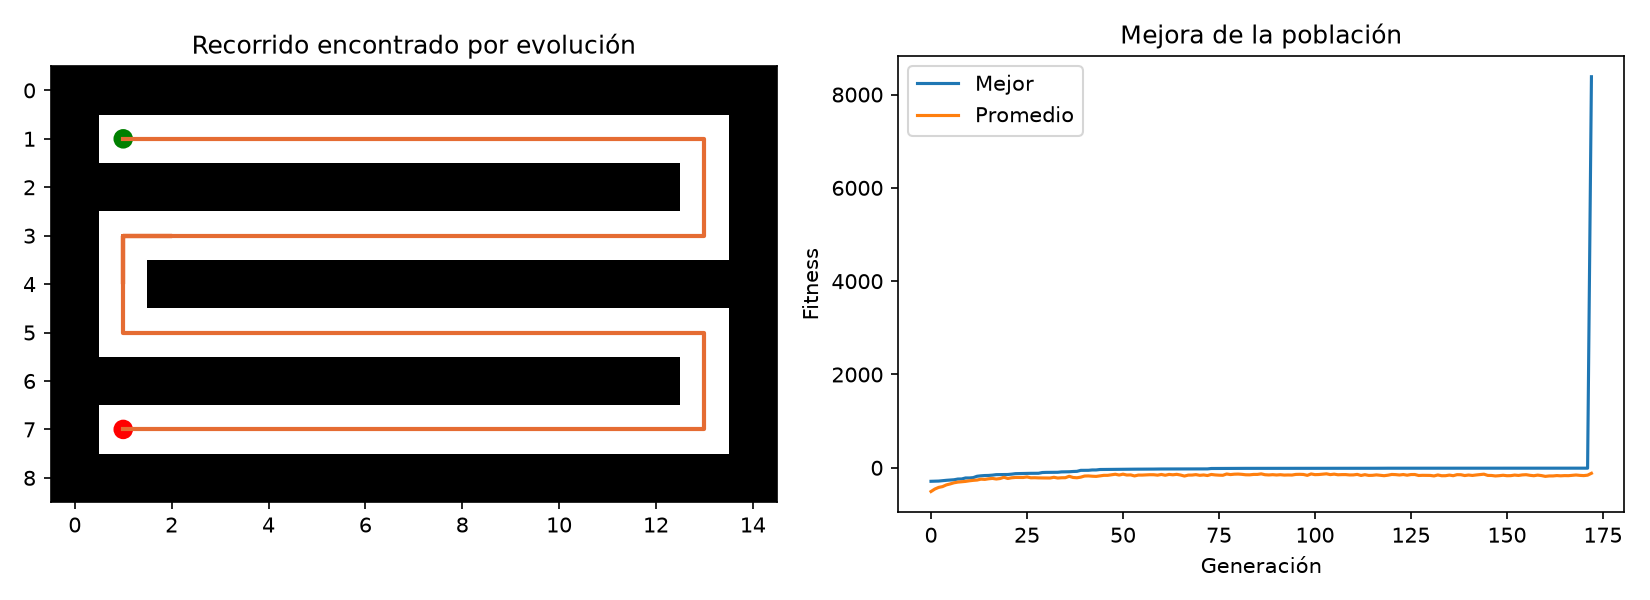 Recorrido encontrado por evolución
0
1
2
3
4
5
6
7
8
0 2 4 6 8 10 12 14
Mejora de la población
Mejor
Promedio
Fitness
8000
6000
4000
2000
0
0 25 50 75 100 125 150 175
Generación